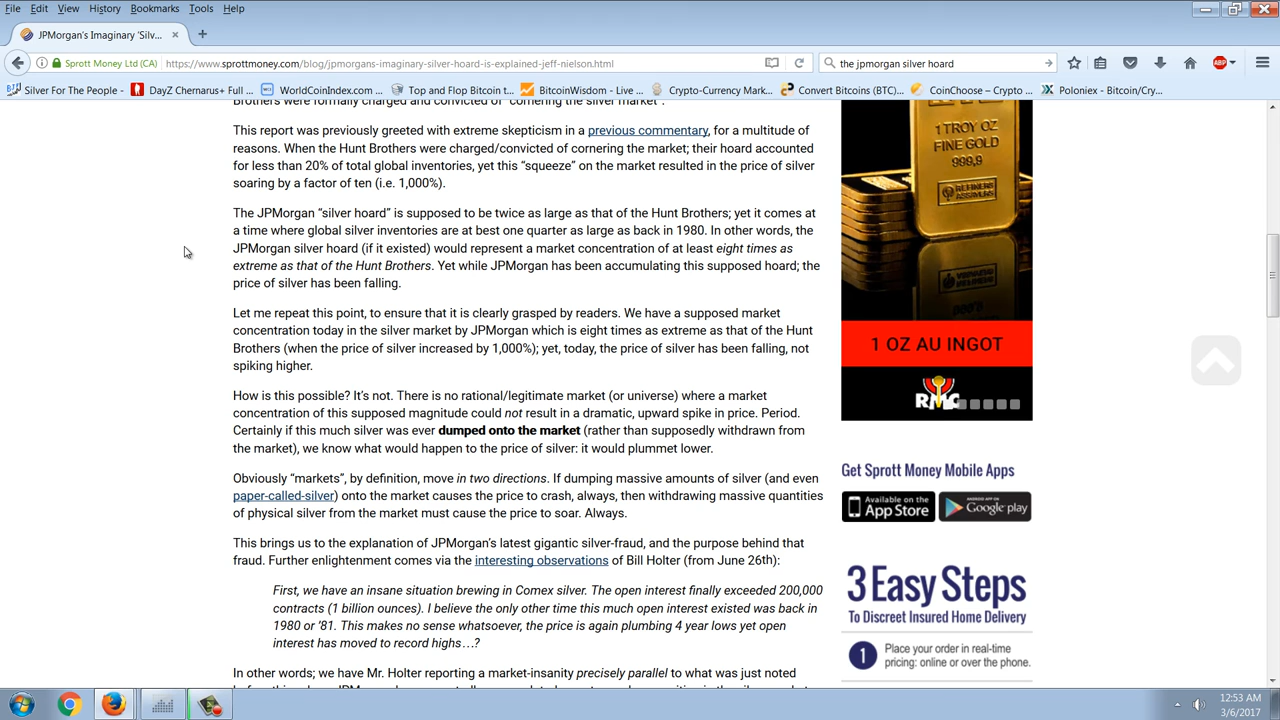 File Edit View History Bookmarks Tools Help
JPMorgan's Imaginary 'Silv...
Sprott Money Ltd (CA) https://www.sprottmoney.com/blog/jpmorgans-imaginary-silver-hoard-is-explained-jeff-nielson.html the jpmorgan silver hoard ABP
Silver For The People - DayZ Chernarus+ Full ... WorldCoinIndex.com ... Top and Flop Bitcoin t... BitcoinWisdom - Live ... Crypto-Currency Mark... Convert Bitcoins (BTC)... CoinChoose – Crypto ... Poloniex - Bitcoin/Cry...
Brothers were formally charged and convicted of "cornering the silver market".
This report was previously greeted with extreme skepticism in a previous commentary, for a multitude of
reasons. When the Hunt Brothers were charged/convicted of cornering the market; their hoard accounted
for less than 20% of total global inventories, yet this "squeeze" on the market resulted in the price of silver
soaring by a factor of ten (i.e. 1,000%).
The JPMorgan "silver hoard" is supposed to be twice as large as that of the Hunt Brothers; yet it comes at
a time where global silver inventories are at best one quarter as large as back in 1980. In other words, the
JPMorgan silver hoard (if it existed) would represent a market concentration of at least eight times as
extreme as that of the Hunt Brothers. Yet while JPMorgan has been accumulating this supposed hoard; the
price of silver has been falling.
Let me repeat this point, to ensure that it is clearly grasped by readers. We have a supposed market
concentration today in the silver market by JPMorgan which is eight times as extreme as that of the Hunt
Brothers (when the price of silver increased by 1,000%); yet, today, the price of silver has been falling, not
spiking higher.
How is this possible? It's not. There is no rational/legitimate market (or universe) where a market
concentration of this supposed magnitude could not result in a dramatic, upward spike in price. Period.
Certainly if this much silver was ever dumped onto the market (rather than supposedly withdrawn from
the market), we know what would happen to the price of silver: it would plummet lower.
Obviously "markets", by definition, move in two directions. If dumping massive amounts of silver (and even
paper-called-silver) onto the market causes the price to crash, always, then withdrawing massive quantities
of physical silver from the market must cause the price to soar. Always.
This brings us to the explanation of JPMorgan's latest gigantic silver-fraud, and the purpose behind that
fraud. Further enlightenment comes via the interesting observations of Bill Holter (from June 26th):
First, we have an insane situation brewing in Comex silver. The open interest finally exceeded 200,000
contracts (1 billion ounces). I believe the only other time this much open interest existed was back in
1980 or '81. This makes no sense whatsoever, the price is again plumbing 4 year lows yet open
interest has moved to record highs…?
In other words; we have Mr. Holter reporting a market-insanity precisely parallel to what was just noted
1 TROY OZ
FINE GOLD
999,9
REFINERS
ASSAYERS
1 OZ AU INGOT
RMC
Get Sprott Money Mobile Apps
Available on the
App Store
ANDROID APP ON
Google play
3 Easy Steps
To Discreet Insured Home Delivery
1 Place your order in real-time
pricing: online or over the phone.
12:53 AM
3/6/2017